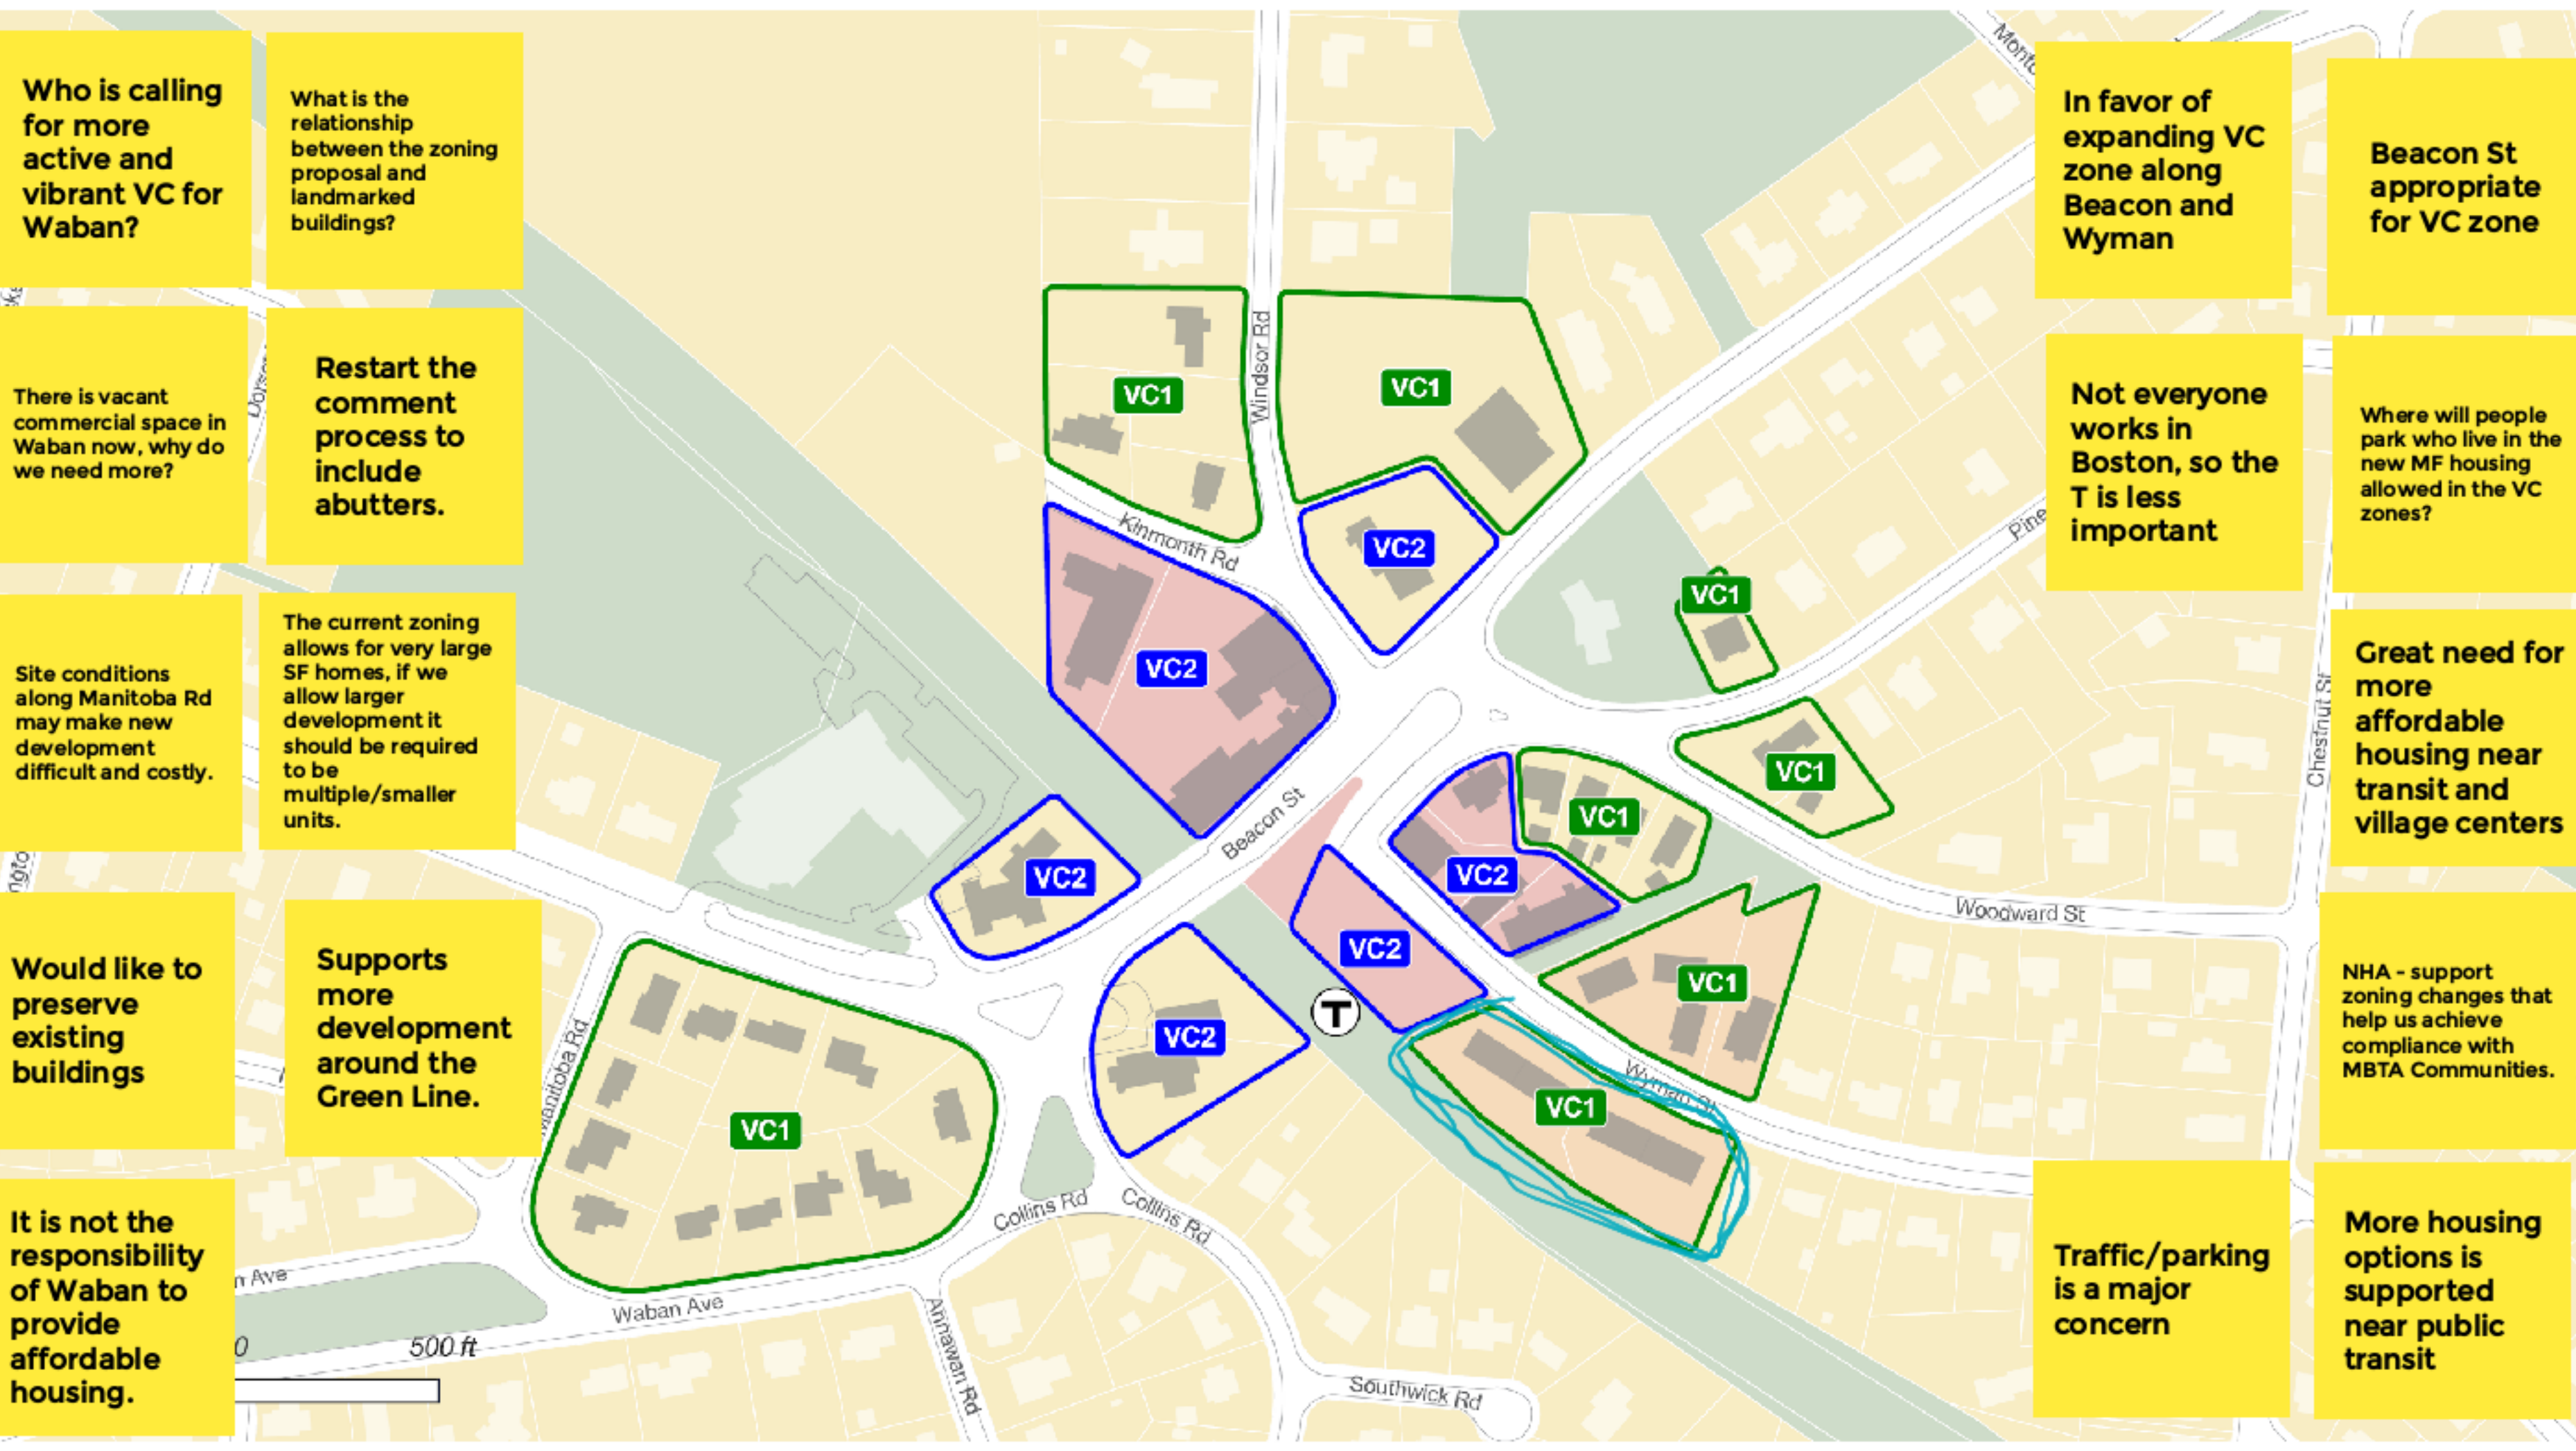 Who is calling
for more
active and
vibrant VC for
Waban?
What is the
relationship
between the zoning
proposal and
landmarked
buildings?
There is vacant
commercial space in
Waban now, why do
we need more?
Restart the
comment
process to
include
abutters.
Site conditions
along Manitoba Rd
may make new
development
difficult and costly.
The current zoning
allows for very large
SF homes, if we
allow larger
development it
should be required
to be
multiple/smaller
units.
Would like to
preserve
existing
buildings
Supports
more
development
around the
Green Line.
It is not the
responsibility
of Waban to
provide
affordable
housing.
In favor of
expanding VC
zone along
Beacon and
Wyman
Beacon St
appropriate
for VC zone
Not everyone
works in
Boston, so the
T is less
important
Where will people
park who live in the
new MF housing
allowed in the VC
zones?
Great need for
more
affordable
housing near
transit and
village centers
NHA - support
zoning changes that
help us achieve
compliance with
MBTA Communities.
Traffic/parking
is a major
concern
More housing
options is
supported
near public
transit
VC1
Windsor Rd
VC1
Kinmonth Rd
VC2
VC1
Pine
VC2
VC1
Chestnut St
Beacon St
VC1
VC2
VC2
Woodward St
VC2
VC1
T
VC2
Manitoba Rd
VC1
VC1
Wyman St
Collins Rd
Collins Rd
Waban Ave
n Ave
Annawan Rd
Southwick Rd
0
500 ft